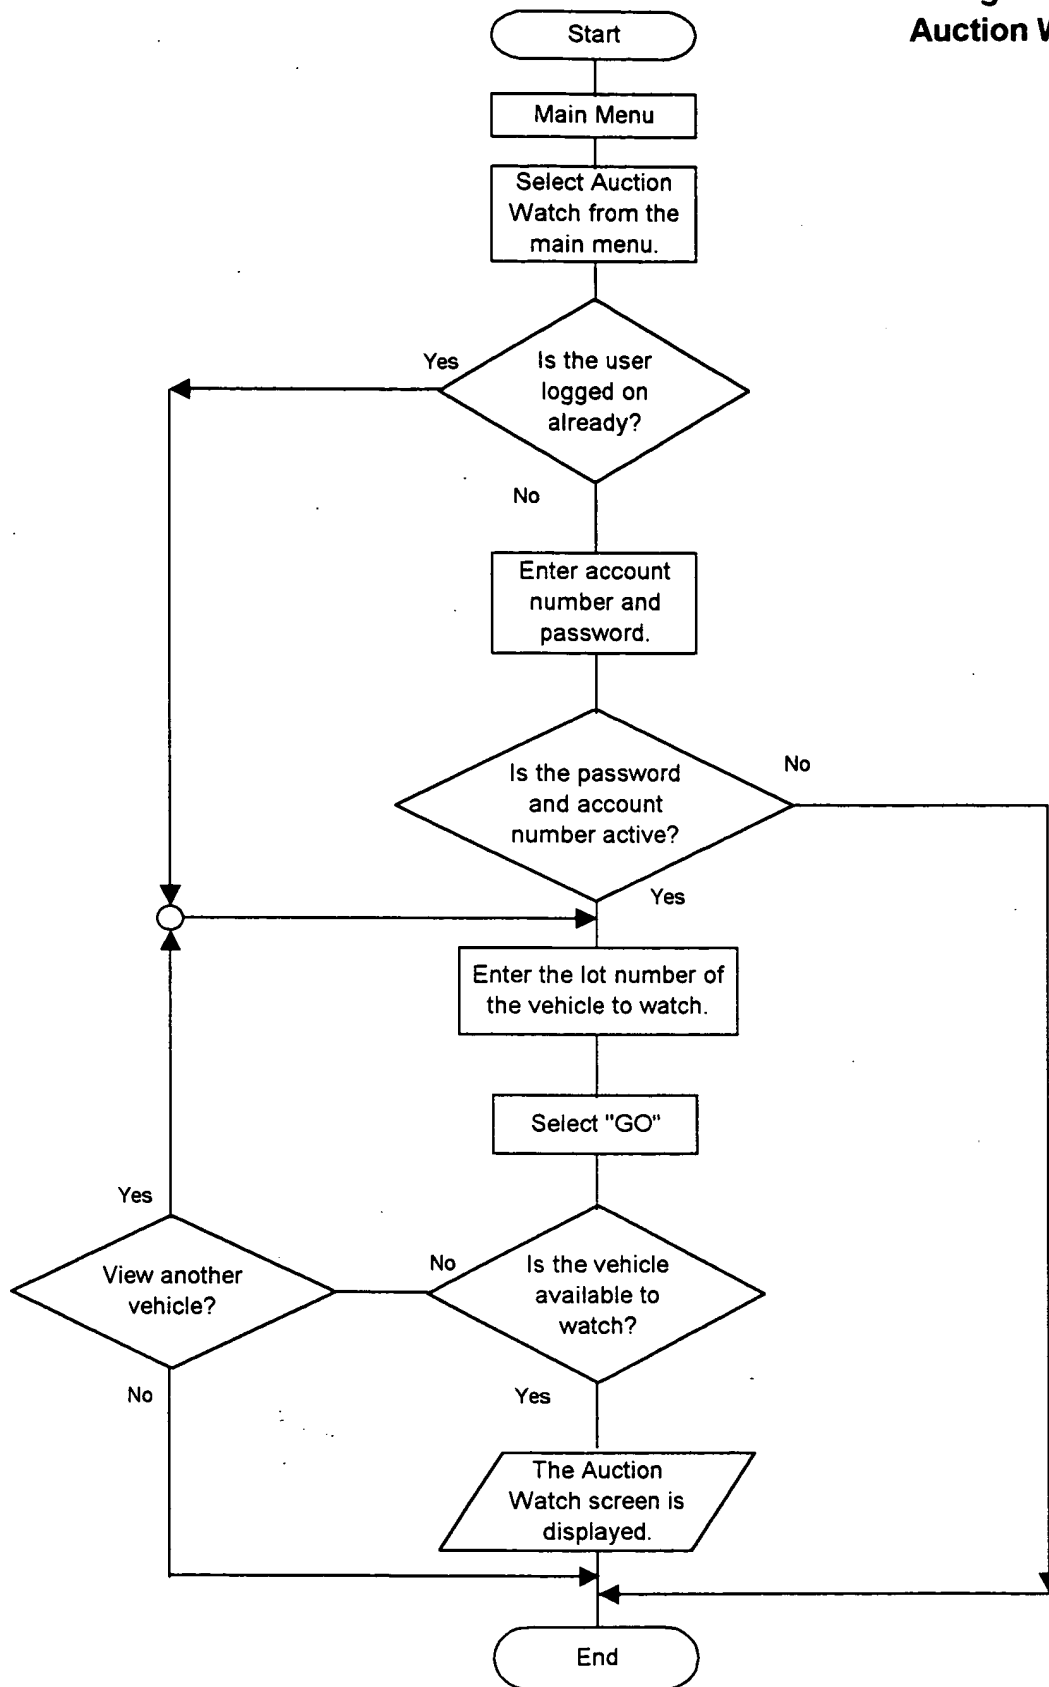 Auction
Start
Main Menu
Select Auction
Watch from the
main menu.
Yes
Is the user
logged on
already?
No
Enter account
number and
password.
No
Is the password
and account
number active?
Yes
Enter the lot number of
the vehicle to watch.
Select "GO"
Yes
View another
vehicle?
No
No
Is the vehicle
available to
watch?
Yes
The Auction
Watch screen is
displayed.
End